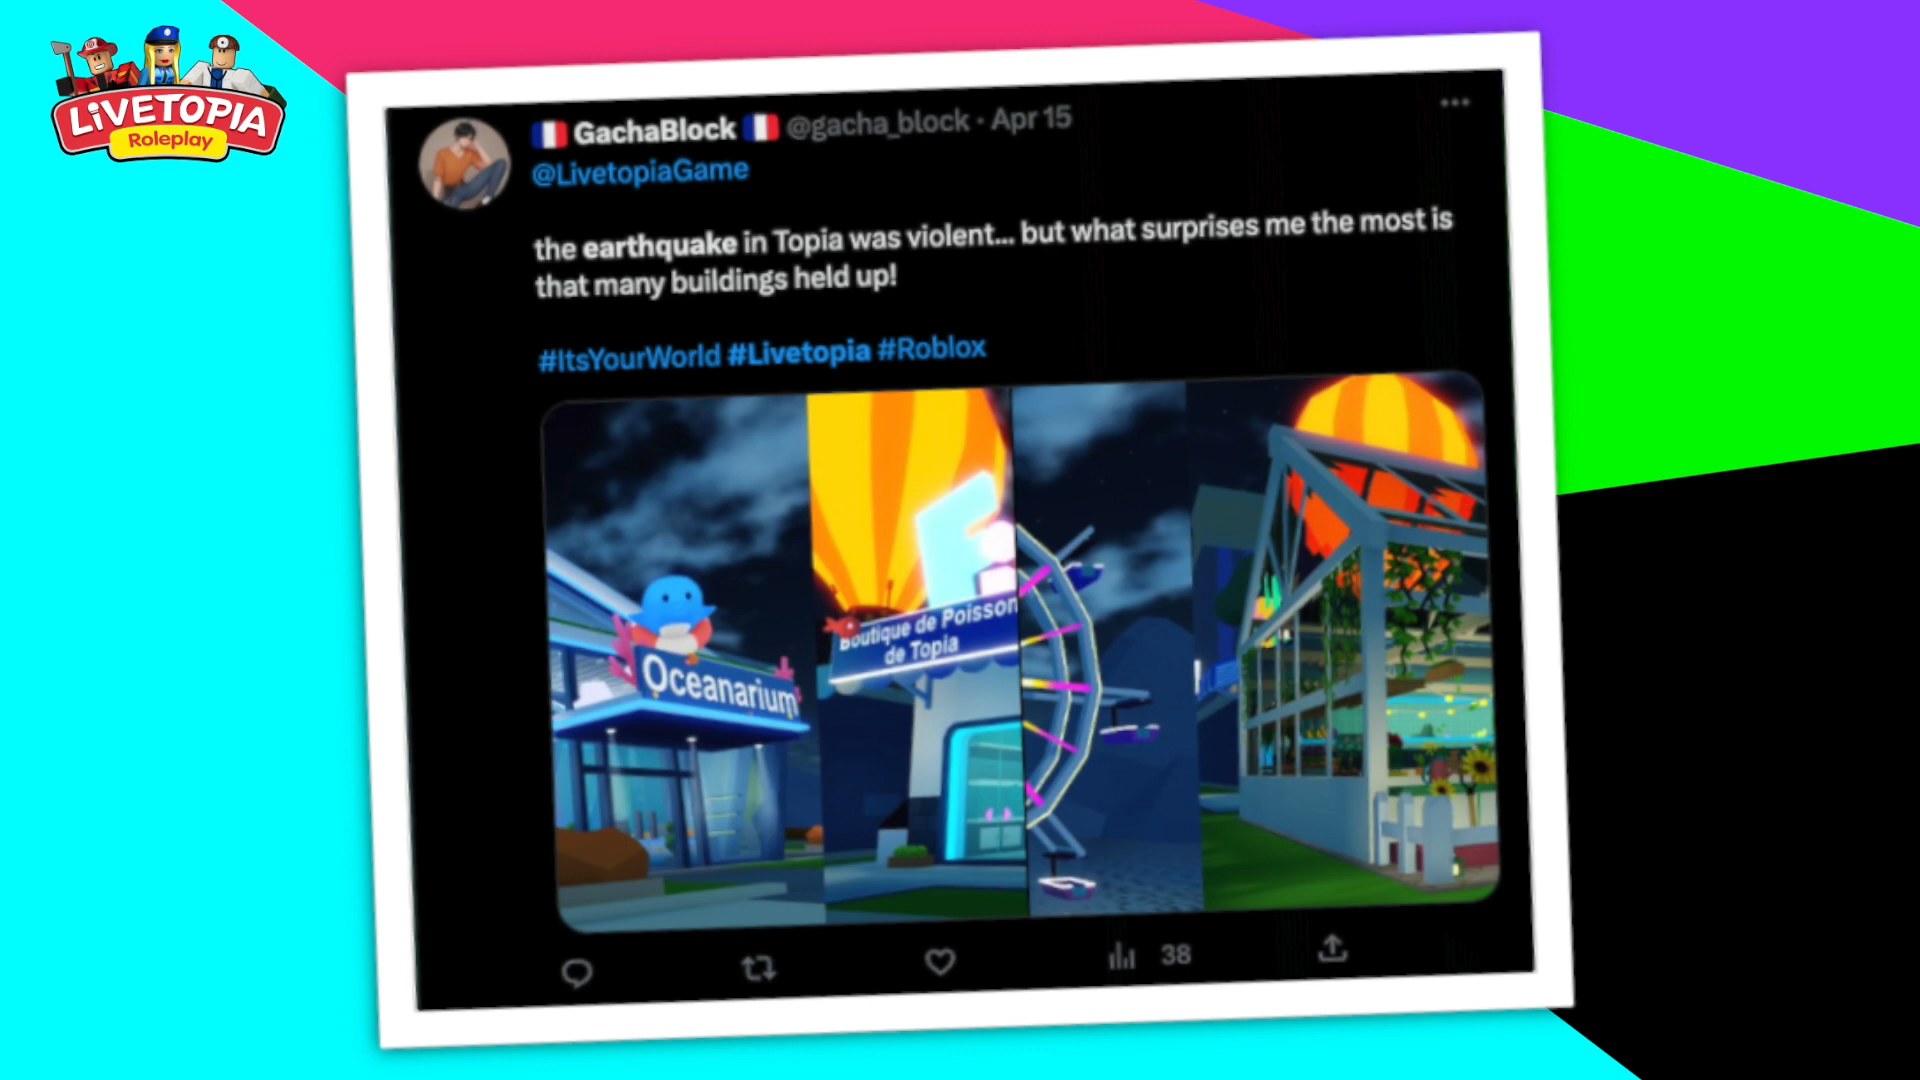 LiVETOPIA
Roleplay
🇫🇷 GachaBlock 🇫🇷 @gacha_block · Apr 15
@LivetopiaGame
the earthquake in Topia was violent... but what surprises me the most is
that many buildings held up!
#ItsYourWorld #Livetopia #Roblox
Oceanarium
Boutique de Poisson
de Topia
38